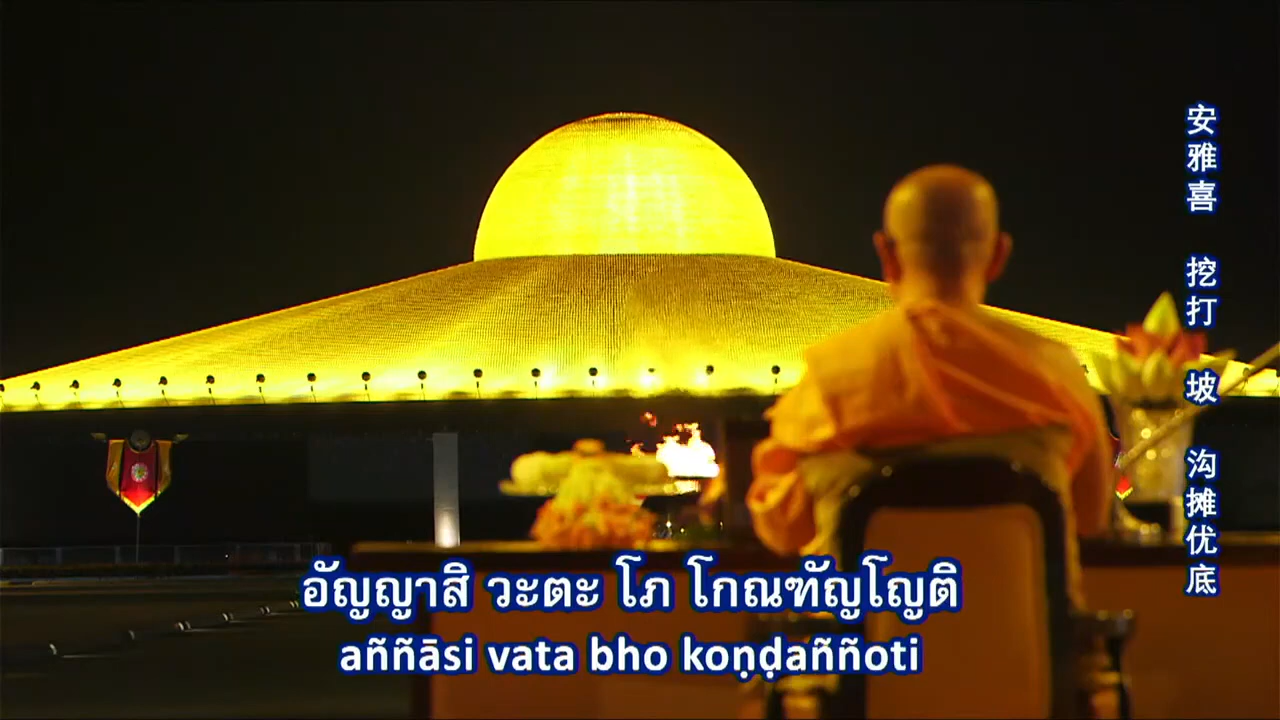 อัญญาสิ วะตะ โภ โกณฑัญโญติ
aññāsi vata bho koṇḍaññoti
安雅喜 挖打 坡 沟摊优底